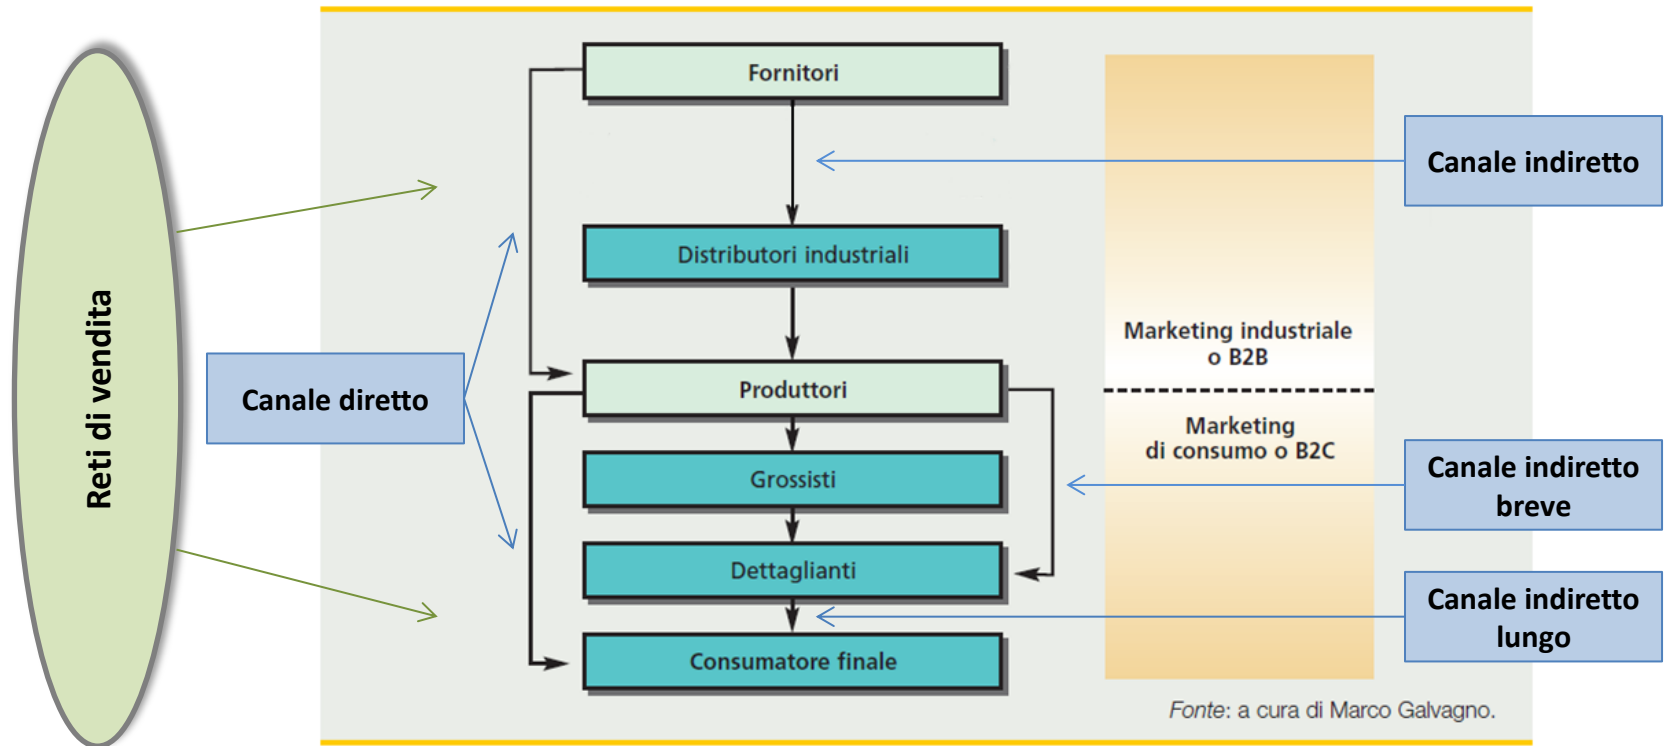 Reti di vendita
Canale diretto
Fornitori
Distributori industriali
Produttori
Grossisti
Dettaglianti
Consumatore finale
Marketing industriale
o B2B
Marketing
di consumo o B2C
Canale indiretto
Canale indiretto
breve
Canale indiretto
lungo
Fonte: a cura di Marco Galvagno.